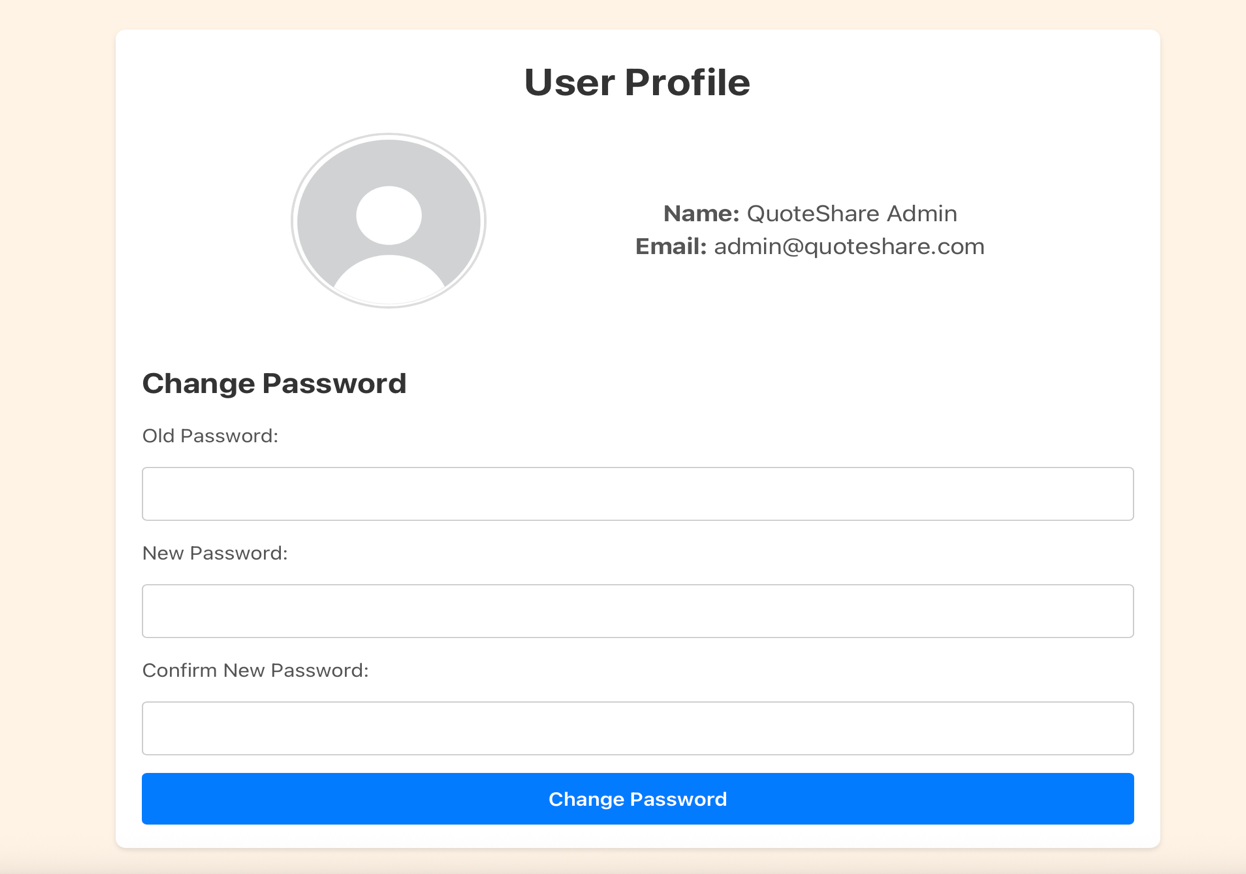 User Profile
Name: QuoteShare Admin
Email: admin@quoteshare.com
Change Password
Old Password:
New Password:
Confirm New Password:
Change Password